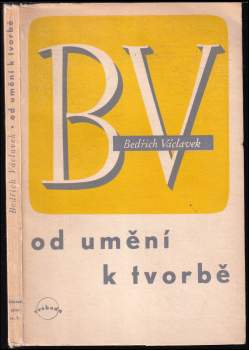 BV
Bedřich Václavek
od umění
k tvorbě
svoboda
Bedřich Václavek • od umění k tvorbě